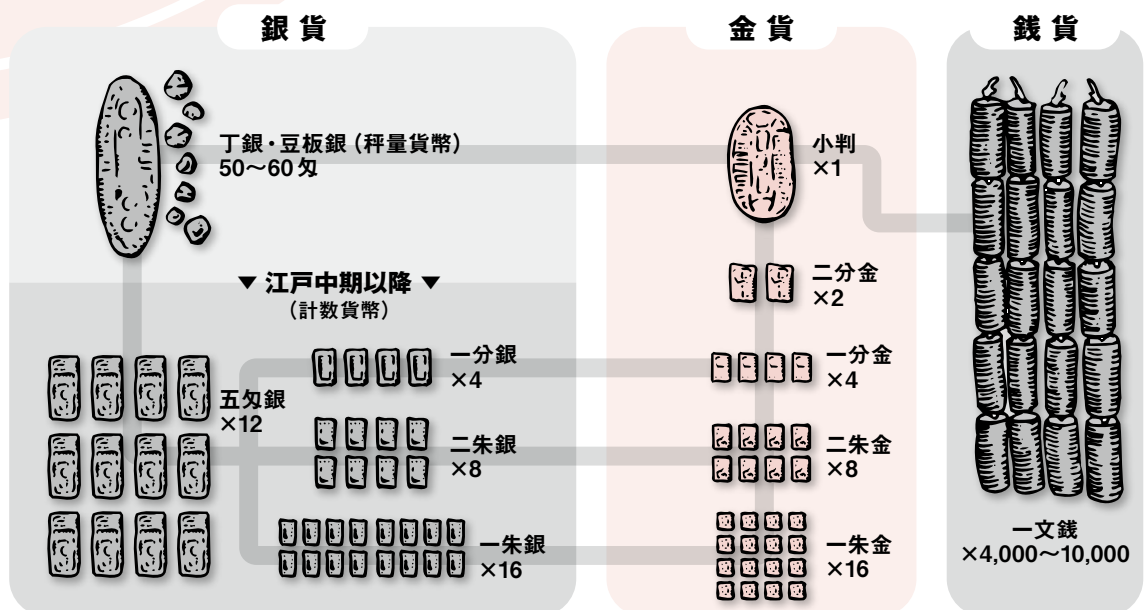 銀貨
丁銀・豆板銀（秤量貨幣）
50〜60匁
▼ 江戸中期以降 ▼
（計数貨幣）
五匁銀
×12
一分銀
×4
二朱銀
×8
一朱銀
×16
金貨
小判
×1
二分金
×2
一分金
×4
二朱金
×8
一朱金
×16
銭貨
一文銭
×4,000〜10,000